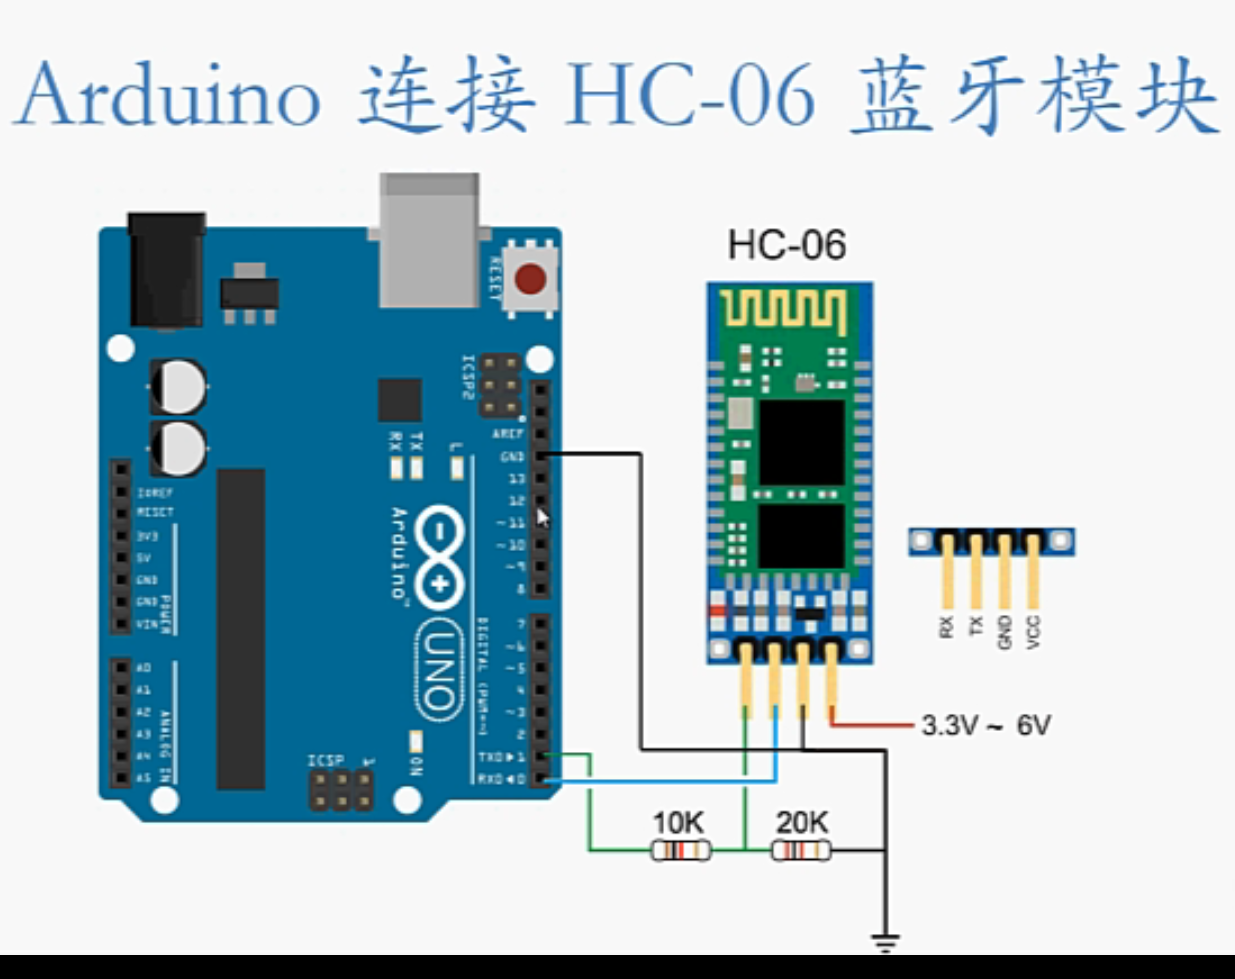 Arduino 连接 HC-06 蓝牙模块
HC-06
RESET
ICSP2
AREF
GND
RX
TX
L
13
12
~11
~10
~9
8
IOREF
RESET
3V3
5V
GND
GND
VIN
POWER
Arduino™
UNO
DIGITAL (PWM=~)
7
~6
~5
4
~3
2
TX0▶1
RX0◀0
A0
A1
A2
A3
A4
A5
ANALOG IN
ICSP
ON
RX
TX
GND
VCC
3.3V ~ 6V
10K
20K